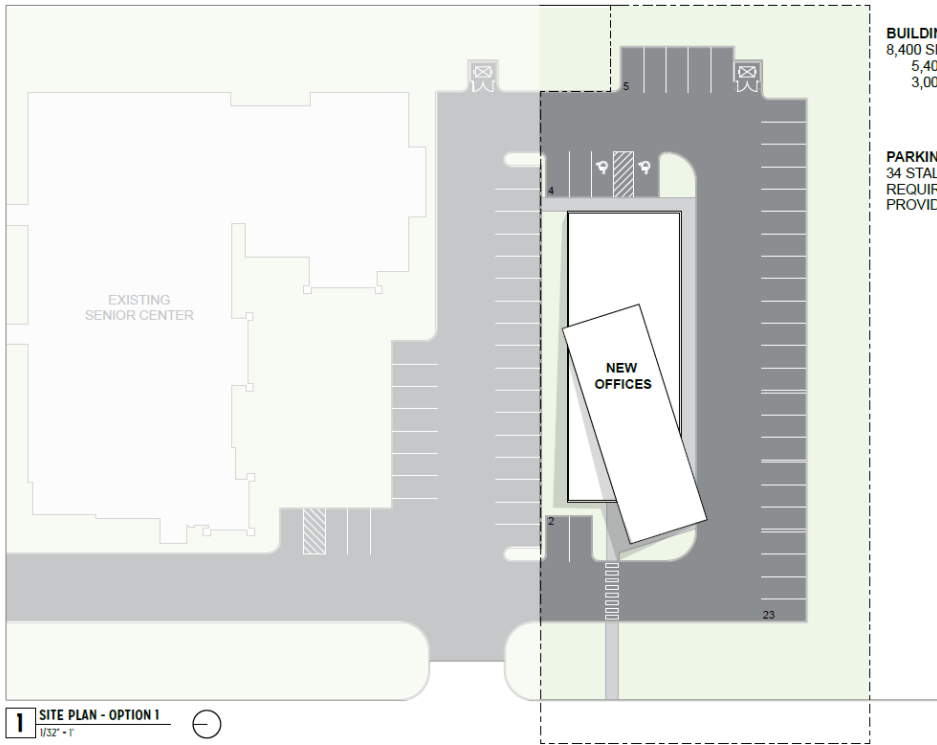 BUILDIN
8,400 S
5,40
3,00
PARKIN
34 STAL
REQUIR
PROVID
5
4
EXISTING
SENIOR CENTER
NEW
OFFICES
2
23
1 SITE PLAN - OPTION 1
1/32" - 1'